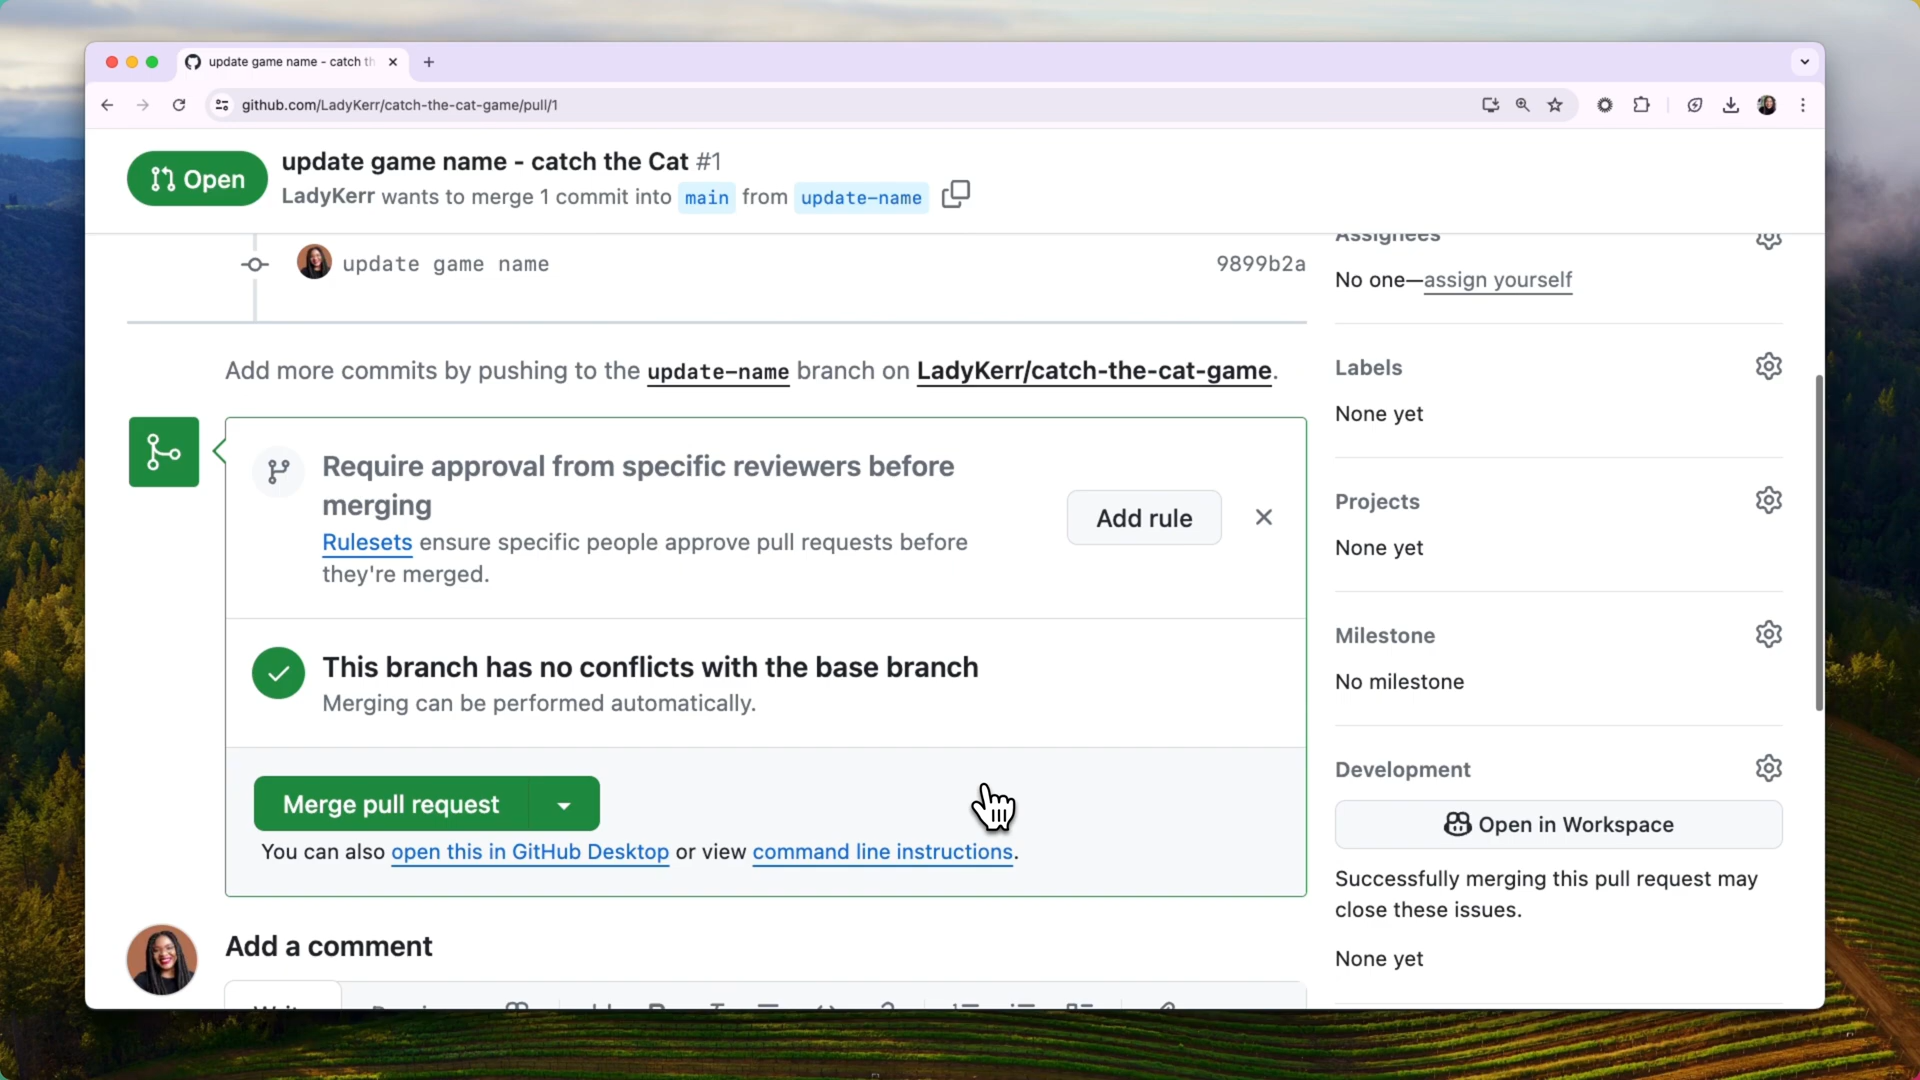 update game name - catch th
github.com/LadyKerr/catch-the-cat-game/pull/1
Open
update game name - catch the Cat #1
LadyKerr wants to merge 1 commit into main from update-name
update game name 9899b2a
Add more commits by pushing to the update-name branch on LadyKerr/catch-the-cat-game.
Require approval from specific reviewers before
merging
Rulesets ensure specific people approve pull requests before
they're merged.
Add rule
This branch has no conflicts with the base branch
Merging can be performed automatically.
Merge pull request
You can also open this in GitHub Desktop or view command line instructions.
Add a comment
Assignees
No one—assign yourself
Labels
None yet
Projects
None yet
Milestone
No milestone
Development
Open in Workspace
Successfully merging this pull request may
close these issues.
None yet